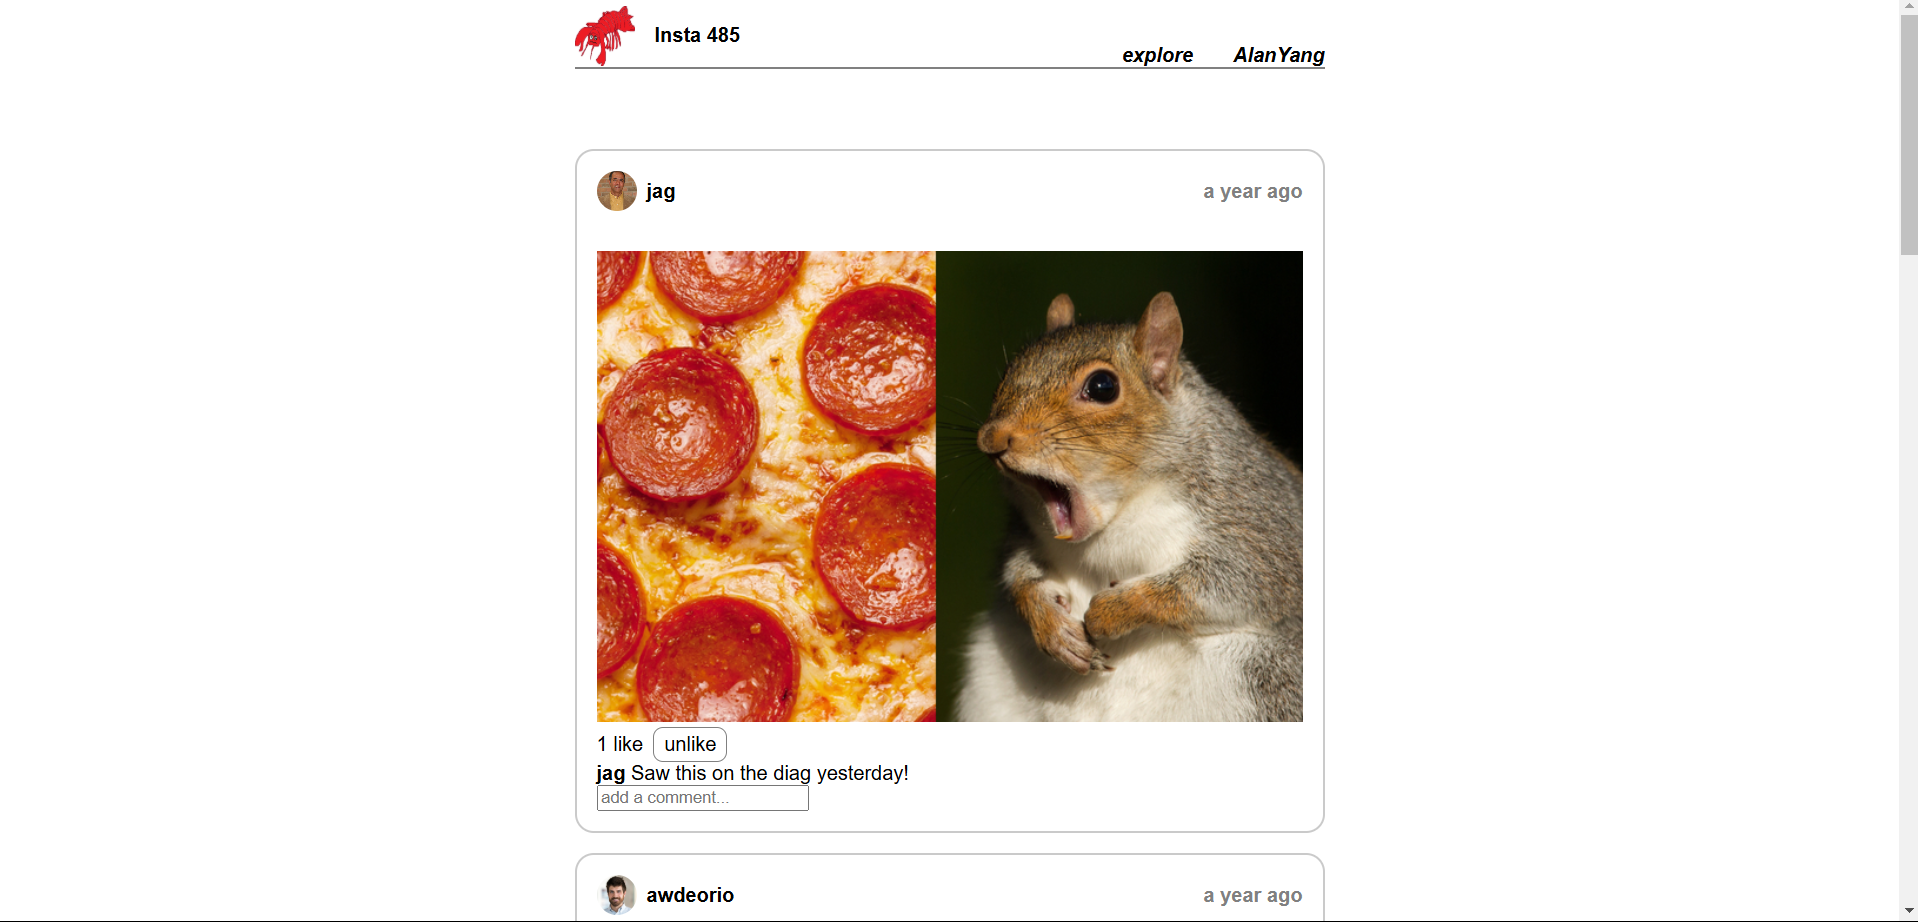 Insta 485
explore AlanYang
jag a year ago
1 like unlike
jag Saw this on the diag yesterday!
add a comment...
awdeorio a year ago